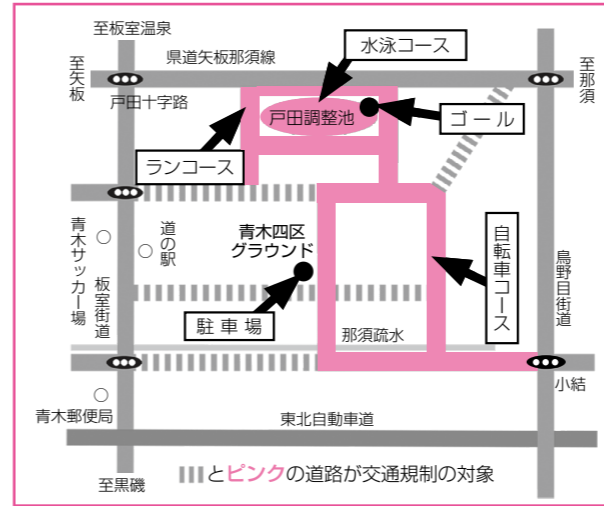 至板室温泉
水泳コース
県道矢板那須線
至矢板
至那須
戸田十字路
戸田調整池
ゴール
ランコース
青木四区
グラウンド
道の駅
青木サッカー場
板室街道
自転車コース
鳥野目街道
駐車場
那須疏水
小結
青木郵便局
東北自動車道
とピンクの道路が交通規制の対象
至黒磯